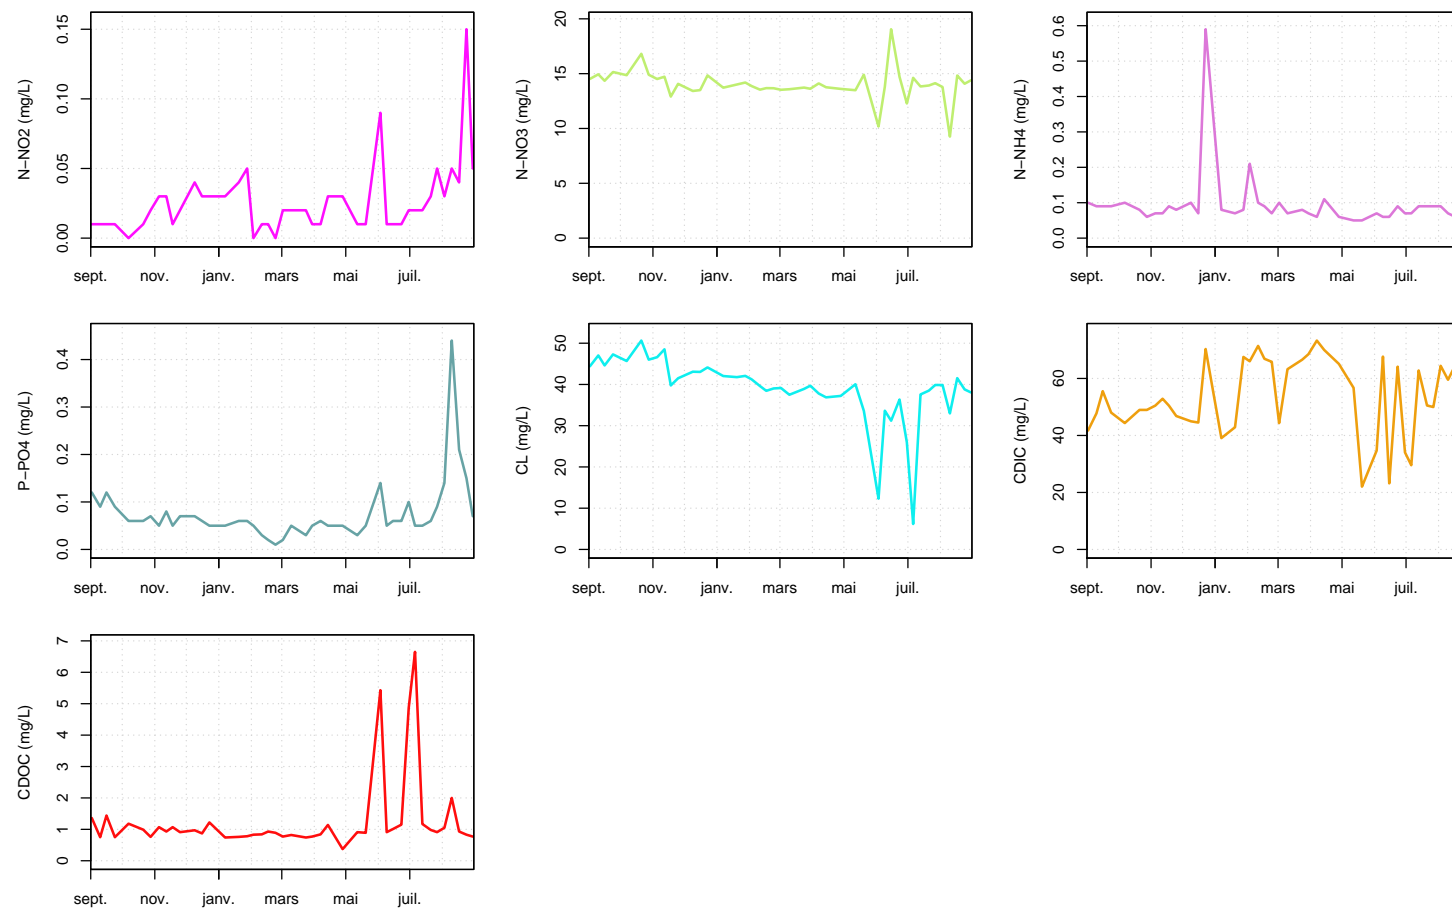 N−NO2 (mg/L)
0.00 0.05 0.10 0.15
sept. nov. janv. mars mai juil.
N−NO3 (mg/L)
0 5 10 15 20
sept. nov. janv. mars mai juil.
N−NH4 (mg/L)
0.0 0.1 0.2 0.3 0.4 0.5 0.6
sept. nov. janv. mars mai juil.
P−PO4 (mg/L)
0.0 0.1 0.2 0.3 0.4
sept. nov. janv. mars mai juil.
CL (mg/L)
0 10 20 30 40 50
sept. nov. janv. mars mai juil.
CDIC (mg/L)
0 20 40 60
sept. nov. janv. mars mai juil.
CDOC (mg/L)
0 1 2 3 4 5 6 7
sept. nov. janv. mars mai juil.